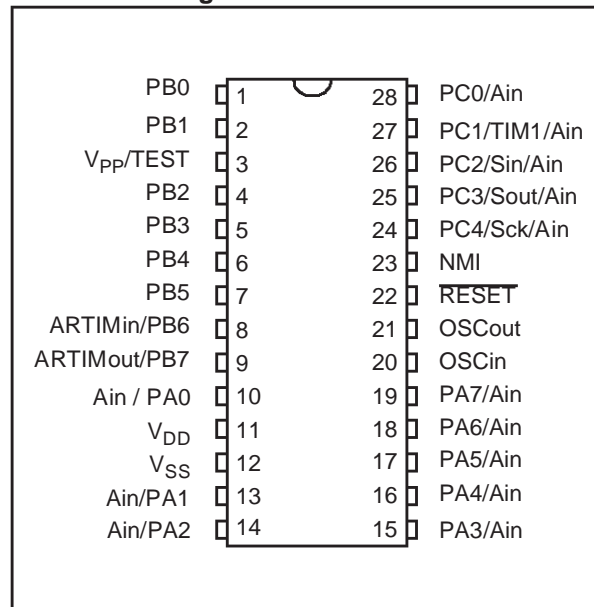 PB0 1 28 PC0/Ain
PB1 2 27 PC1/TIM1/Ain
VPP/TEST 3 26 PC2/Sin/Ain
PB2 4 25 PC3/Sout/Ain
PB3 5 24 PC4/Sck/Ain
PB4 6 23 NMI
PB5 7 22 RESET
ARTIMin/PB6 8 21 OSCout
ARTIMout/PB7 9 20 OSCin
Ain / PA0 10 19 PA7/Ain
VDD 11 18 PA6/Ain
VSS 12 17 PA5/Ain
Ain/PA1 13 16 PA4/Ain
Ain/PA2 14 15 PA3/Ain